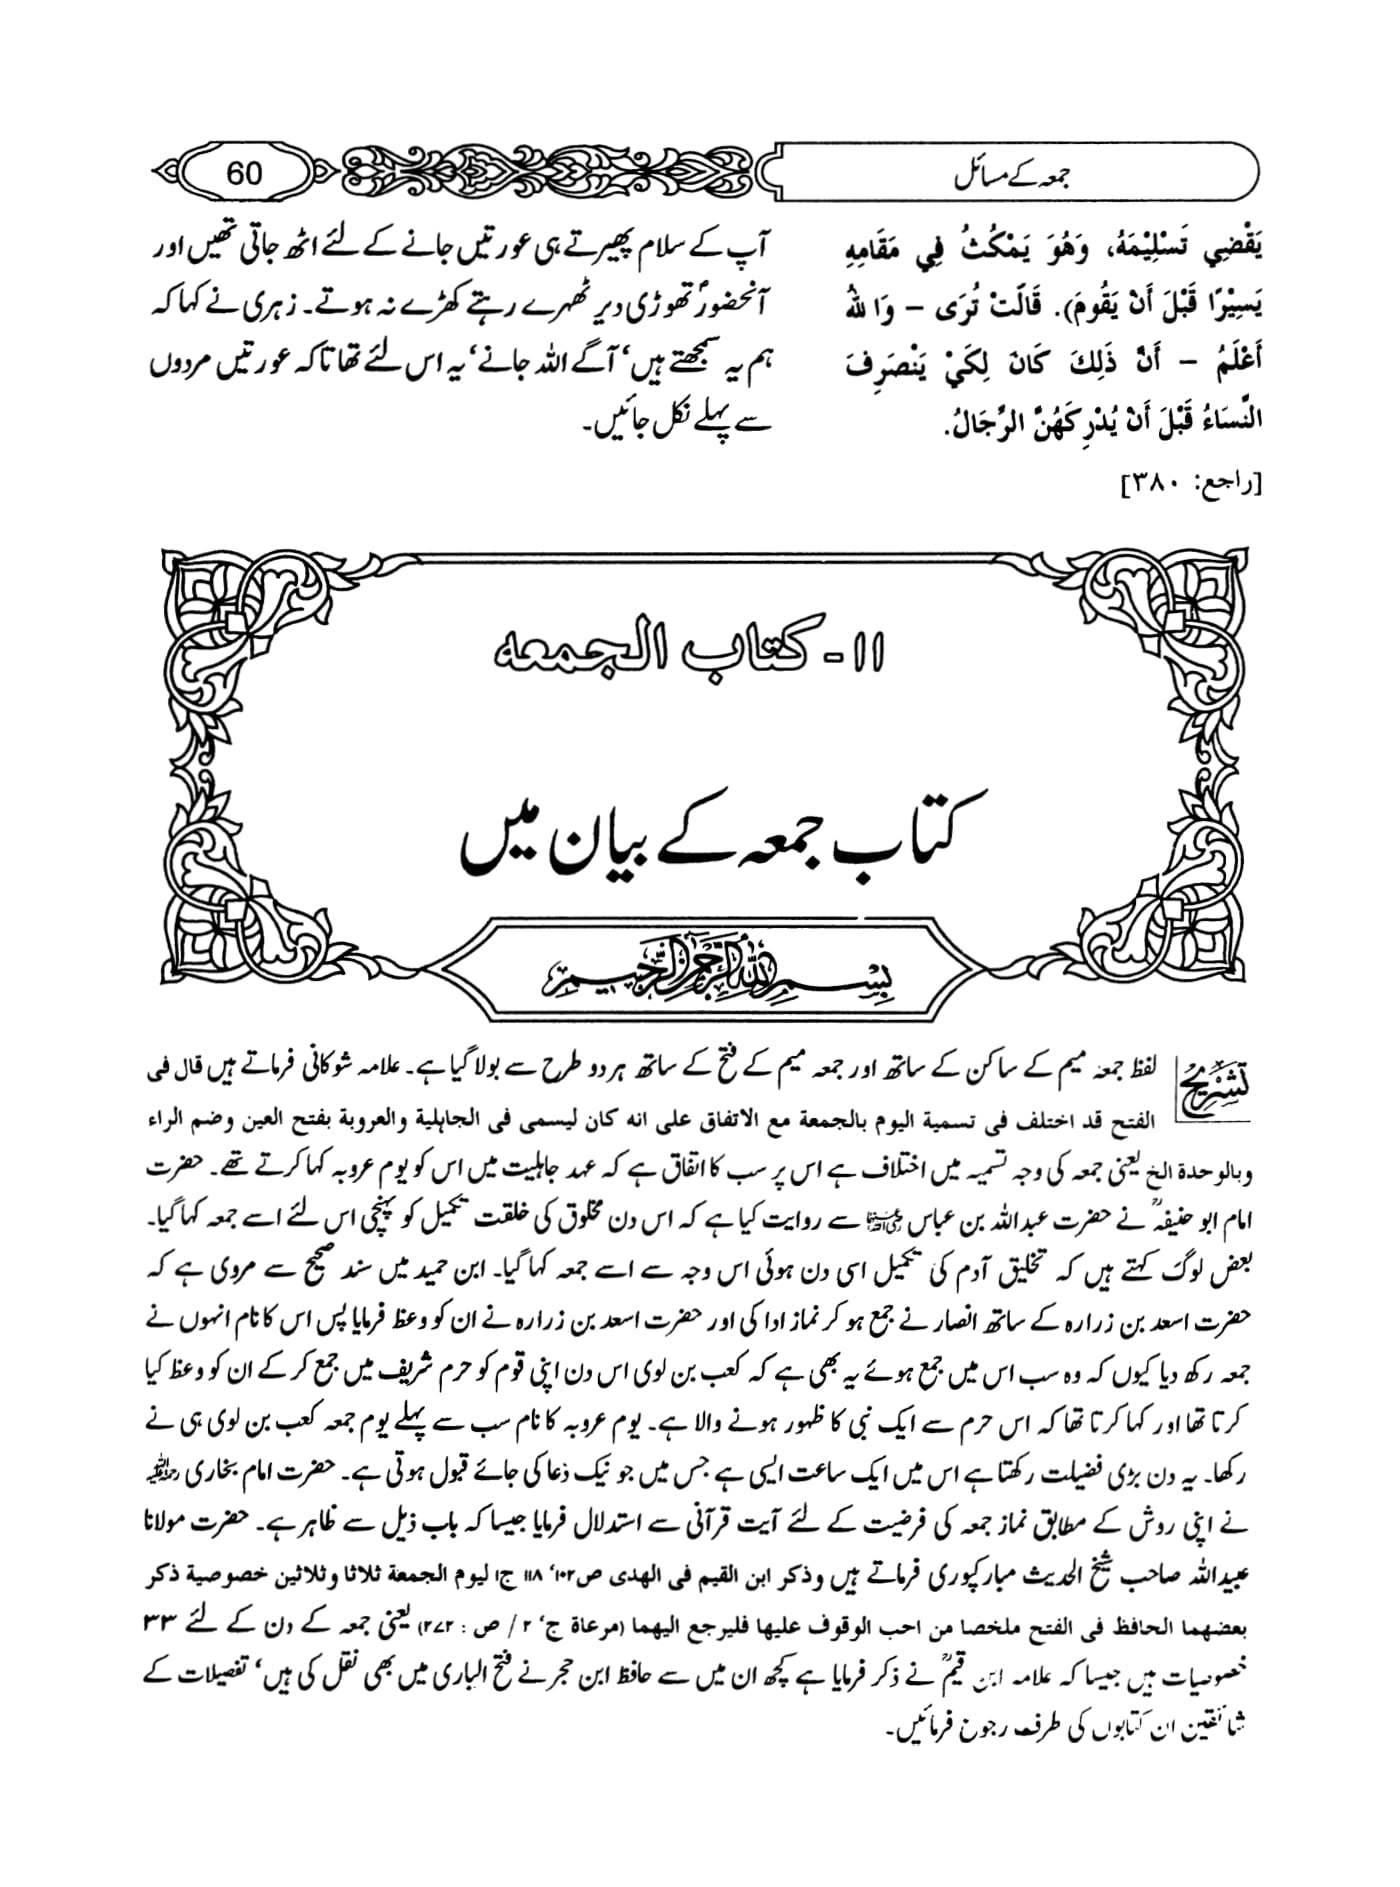 جمعہ کے مسائل
60
يَقْضِي تَسْلِيْمَهُ، وَهُوَ يَمْكُثُ فِي مَقَامِهِ
يَسِيْرًا قَبْلَ أَنْ يَقُومَ). قَالَتْ نُرَى – وَا للهُ
أَعْلَمُ – أَنَّ ذَلِكَ كَانَ لِكَيْ يَنْصَرِفَ
النِّسَاءُ قَبْلَ أَنْ يُدْرِكَهُنَّ الرِّجَالُ.
[راجع: ٣٨٠]
آپ کے سلام پھیرتے ہی عورتیں جانے کے لئے اٹھ جاتی تھیں اور
آنحضورؐ تھوڑی دیر ٹھہرے رہتے کھڑے نہ ہوتے۔ زہری نے کہا کہ
ہم یہ سمجھتے ہیں‘ آگے اللہ جانے‘ یہ اس لئے تھا تاکہ عورتیں مردوں
سے پہلے نکل جائیں۔
۱۱- كتاب الجمعه
کتاب جمعہ کے بیان میں
بسم الله الرحمن الرحيم
تشریح
لفظ جمعہ میم کے ساکن کے ساتھ اور جمعہ میم کے فتح کے ساتھ ہر دو طرح سے بولا گیا ہے۔ علامہ شوکانی فرماتے ہیں قال فی
الفتح قد اختلف فی تسمية اليوم بالجمعة مع الاتفاق علی انه کان ليسمی فی الجاهلية والعروبة بفتح العين وضم الراء
وبالوحدة الخ یعنی جمعہ کی وجہ تسمیہ میں اختلاف ہے اس پر سب کا اتفاق ہے کہ عہد جاہلیت میں اس کو یوم عروبہ کہا کرتے تھے۔ حضرت
امام ابو حنیفہؒ نے حضرت عبداللہ بن عباس رضی اللہ عنہما سے روایت کیا ہے کہ اس دن مخلوق کی خلقت تکمیل کو پہنچی اس لئے اسے جمعہ کہا گیا۔
بعض لوگ کہتے ہیں کہ تخلیق آدم کی تکمیل اسی دن ہوئی اس وجہ سے اسے جمعہ کہا گیا۔ ابن حمید میں سند صحیح سے مروی ہے کہ
حضرت اسعد بن زرارہ کے ساتھ انصار نے جمع ہو کر نماز ادا کی اور حضرت اسعد بن زرارہ نے ان کو وعظ فرمایا پس اس کا نام انہوں نے
جمعہ رکھ دیا کیوں کہ وہ سب اس میں جمع ہوئے یہ بھی ہے کہ کعب بن لوی اس دن اپنی قوم کو حرم شریف میں جمع کر کے ان کو وعظ کیا
کرتا تھا اور کہا کرتا تھا کہ اس حرم سے ایک نبی کا ظہور ہونے والا ہے۔ یوم عروبہ کا نام سب سے پہلے یوم جمعہ کعب بن لوی ہی نے
رکھا۔ یہ دن بڑی فضیلت رکھتا ہے اس میں ایک ساعت ایسی ہے جس میں جو نیک دعا کی جائے قبول ہوتی ہے۔ حضرت امام بخاری رحمہ اللہ
نے اپنی روش کے مطابق نماز جمعہ کی فرضیت کے لئے آیت قرآنی سے استدلال فرمایا جیسا کہ باب ذیل سے ظاہر ہے۔ حضرت مولانا
عبیداللہ صاحب شیخ الحدیث مبارکپوری فرماتے ہیں وذکر ابن القيم فی الهدی ص۱۰۲‘ ۱۱۸ ج۱ ليوم الجمعة ثلاثا وثلاثين خصوصية ذکر
بعضهما الحافظ فی الفتح ملخصا من احب الوقوف عليها فليرجع اليهما (مرعاة ج‘ ۲ / ص : ۲۷۲) یعنی جمعہ کے دن کے لئے ۳۳
خصوصیات ہیں جیسا کہ علامہ ابن قیمؒ نے ذکر فرمایا ہے کچھ ان میں سے حافظ ابن حجر نے فتح الباری میں بھی نقل کی ہیں‘ تفصیلات کے
شائقین ان کتابوں کی طرف رجوع فرمائیں۔